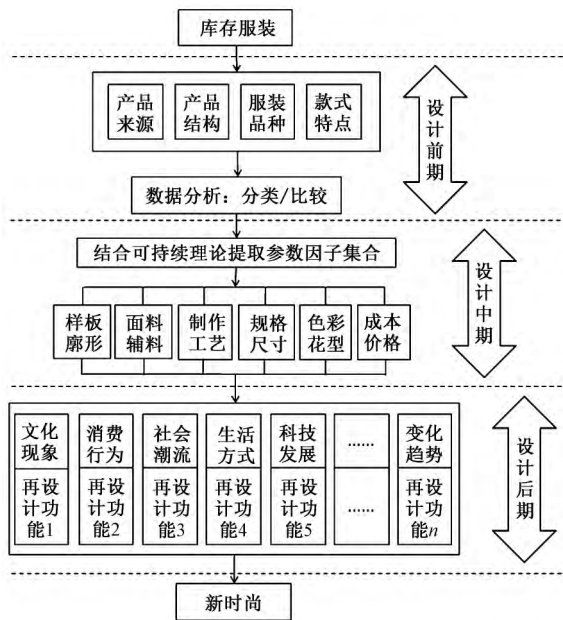 库存服装
产品 产品 服装 款式
来源 结构 品种 特点
设计前期
数据分析：分类/比较
结合可持续理论提取参数因子集合
样板 面料 制作 规格 色彩 成本
廓形 辅料 工艺 尺寸 花型 价格
设计中期
文化 消费 社会 生活 科技 …… 变化
现象 行为 潮流 方式 发展 趋势
再设 再设 再设 再设 再设 …… 再设
计功 计功 计功 计功 计功 计功
能1 能2 能3 能4 能5 能n
设计后期
新时尚